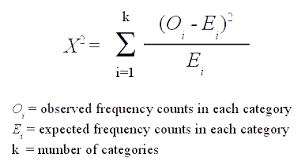 k
X² = ∑ (Oᵢ - Eᵢ)² / Eᵢ
i=1
Oᵢ = observed frequency counts in each category
Eᵢ = expected frequency counts in each category
k = number of categories